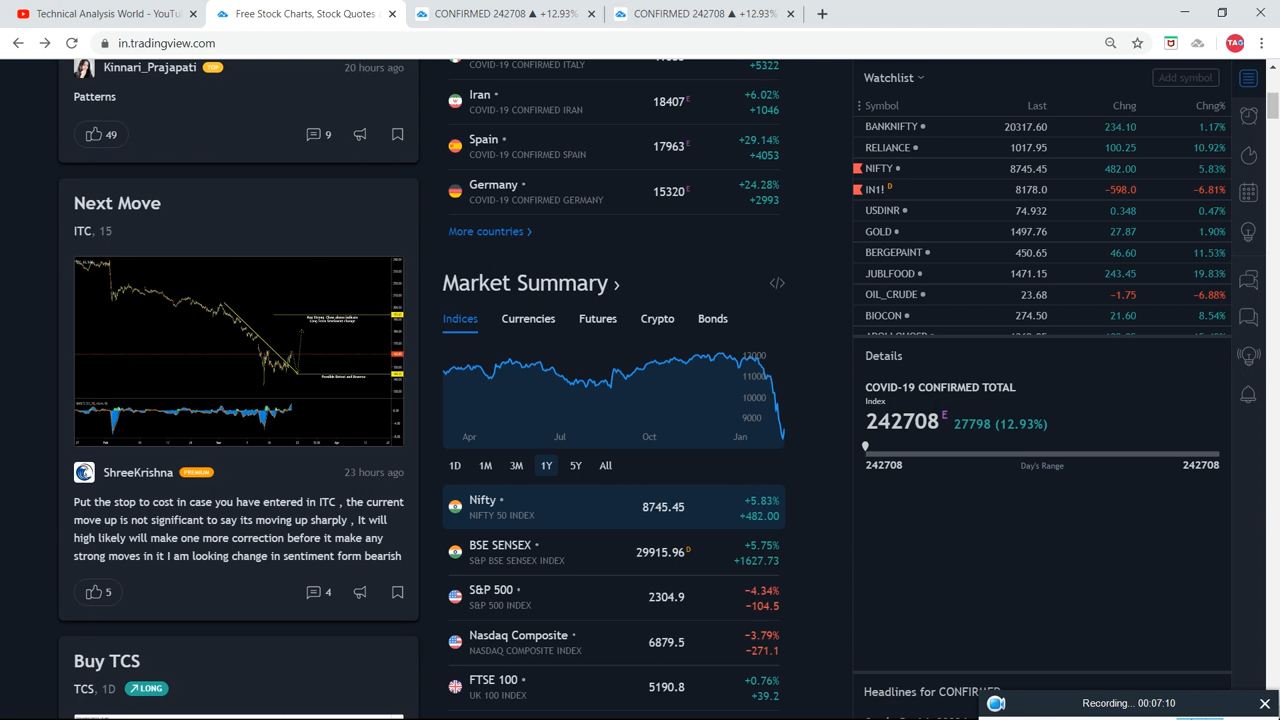 Technical Analysis World - YouTu
Free Stock Charts, Stock Quotes a
CONFIRMED 242708 ▲ +12.93%
CONFIRMED 242708 ▲ +12.93%
in.tradingview.com
TAG
Kinnari_Prajapati TOP 20 hours ago
Patterns
49 9
Next Move
ITC, 15
ShreeKrishna PREMIUM 23 hours ago
Put the stop to cost in case you have entered in ITC , the current
move up is not significant to say its moving up sharply , It will
high likely will make one more correction before it make any
strong moves in it I am looking change in sentiment form bearish
5 4
Buy TCS
TCS, 1D LONG
COVID-19 CONFIRMED ITALY +5322
Iran 18407 E +6.02%
COVID-19 CONFIRMED IRAN +1046
Spain 17963 E +29.14%
COVID-19 CONFIRMED SPAIN +4053
Germany 15320 E +24.28%
COVID-19 CONFIRMED GERMANY +2993
More countries ›
Market Summary ›
Indices Currencies Futures Crypto Bonds
12000
11000
10000
9000
Apr Jul Oct Jan
1D 1M 3M 1Y 5Y All
Nifty 8745.45 +5.83%
NIFTY 50 INDEX +482.00
BSE SENSEX 29915.96 D +5.75%
S&P BSE SENSEX INDEX +1627.73
S&P 500 2304.9 −4.34%
S&P 500 INDEX −104.5
Nasdaq Composite 6879.5 −3.79%
NASDAQ COMPOSITE INDEX −271.1
FTSE 100 5190.8 +0.76%
UK 100 INDEX +39.2
Watchlist Add symbol
Symbol Last Chng Chng%
BANKNIFTY 20317.60 234.10 1.17%
RELIANCE 1017.95 100.25 10.92%
NIFTY 8745.45 482.00 5.83%
IN1! D 8178.0 −598.0 −6.81%
USDINR 74.932 0.348 0.47%
GOLD 1497.76 27.87 1.90%
BERGEPAINT 450.65 46.60 11.53%
JUBLFOOD 1471.15 243.45 19.83%
OIL_CRUDE 23.68 −1.75 −6.88%
BIOCON 274.50 21.60 8.54%
Details
COVID-19 CONFIRMED TOTAL
Index
242708 E 27798 (12.93%)
242708 Day's Range 242708
Headlines for CONFIRMED
Recording... 00:07:10